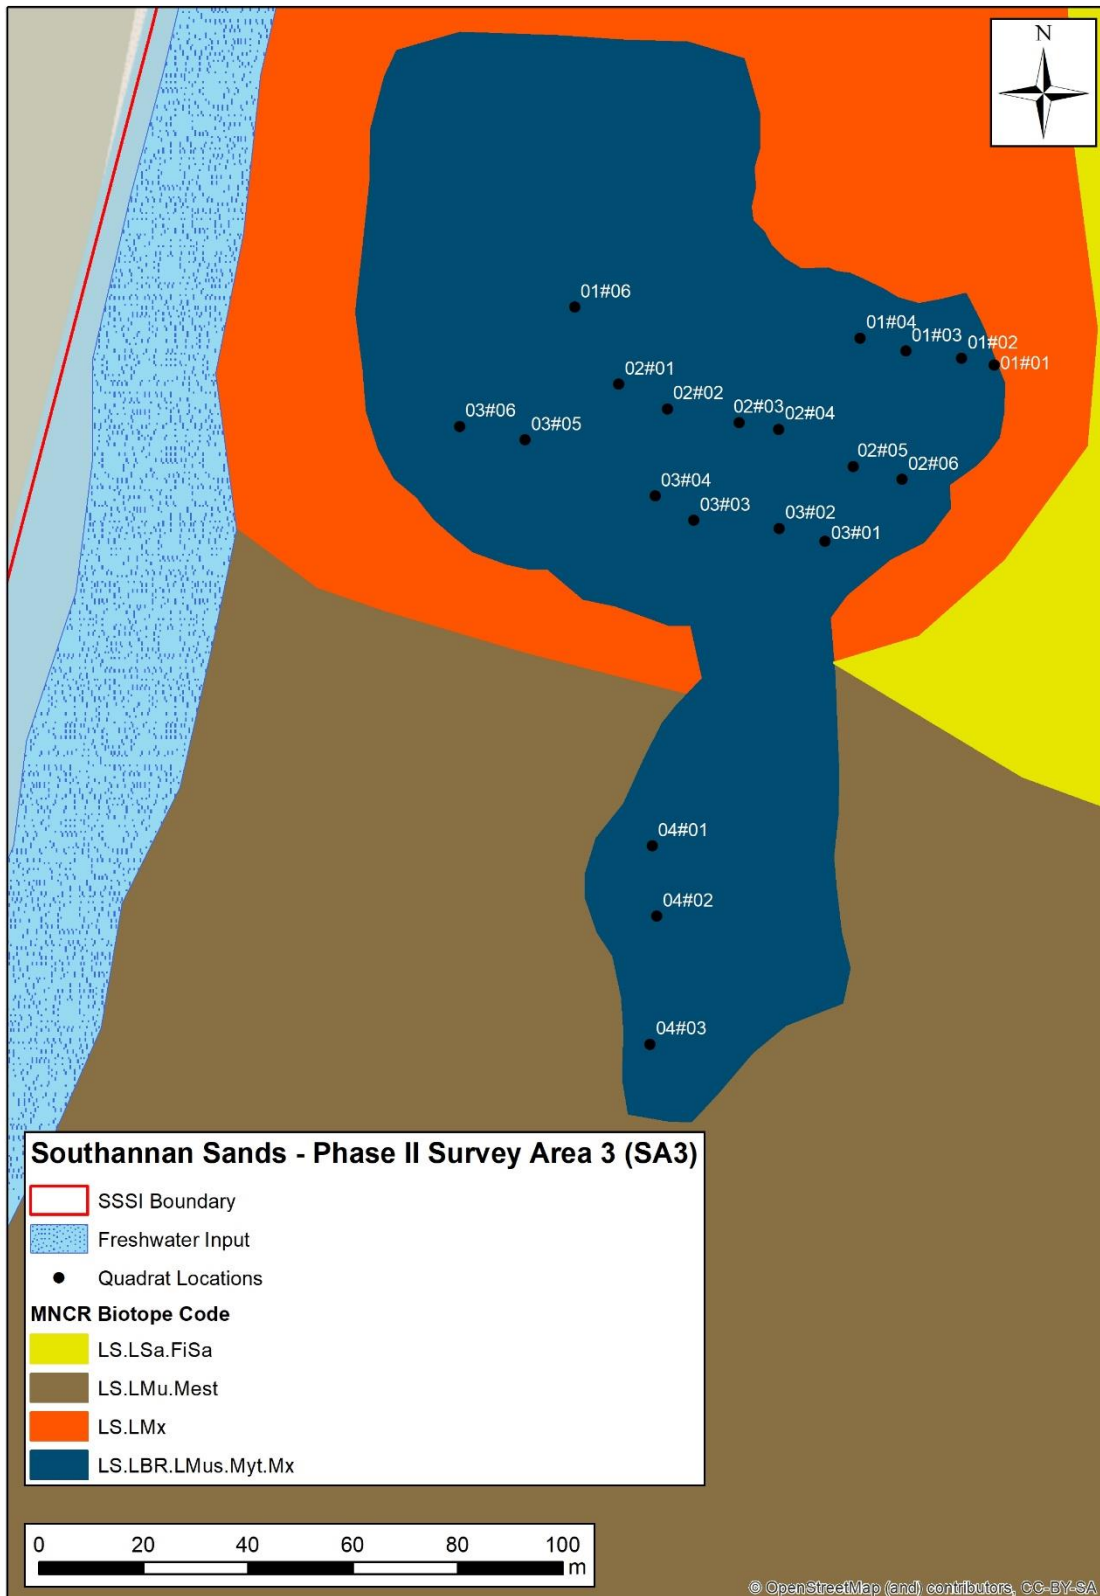 N
01#06
01#04
01#03
01#02
01#01
02#01
02#02
02#03
02#04
03#06
03#05
02#05
02#06
03#04
03#03
03#02
03#01
04#01
04#02
04#03
Southannan Sands - Phase II Survey Area 3 (SA3)
SSSI Boundary
Freshwater Input
Quadrat Locations
MNCR Biotope Code
LS.LSa.FiSa
LS.LMu.Mest
LS.LMx
LS.LBR.LMus.Myt.Mx
0 20 40 60 80 100
m
© OpenStreetMap (and) contributors, CC-BY-SA